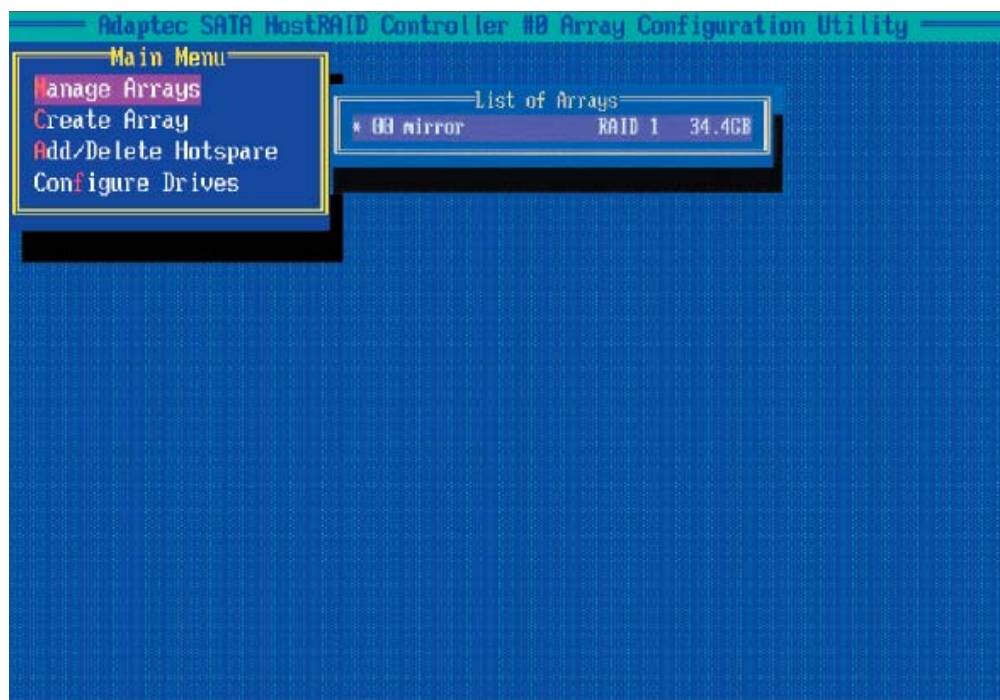 Adaptec SATA HostRAID Controller #0 Array Configuration Utility
Main Menu
Manage Arrays
Create Array
Add/Delete Hotspare
Configure Drives
List of Arrays
* 00 mirror RAID 1 34.4GB